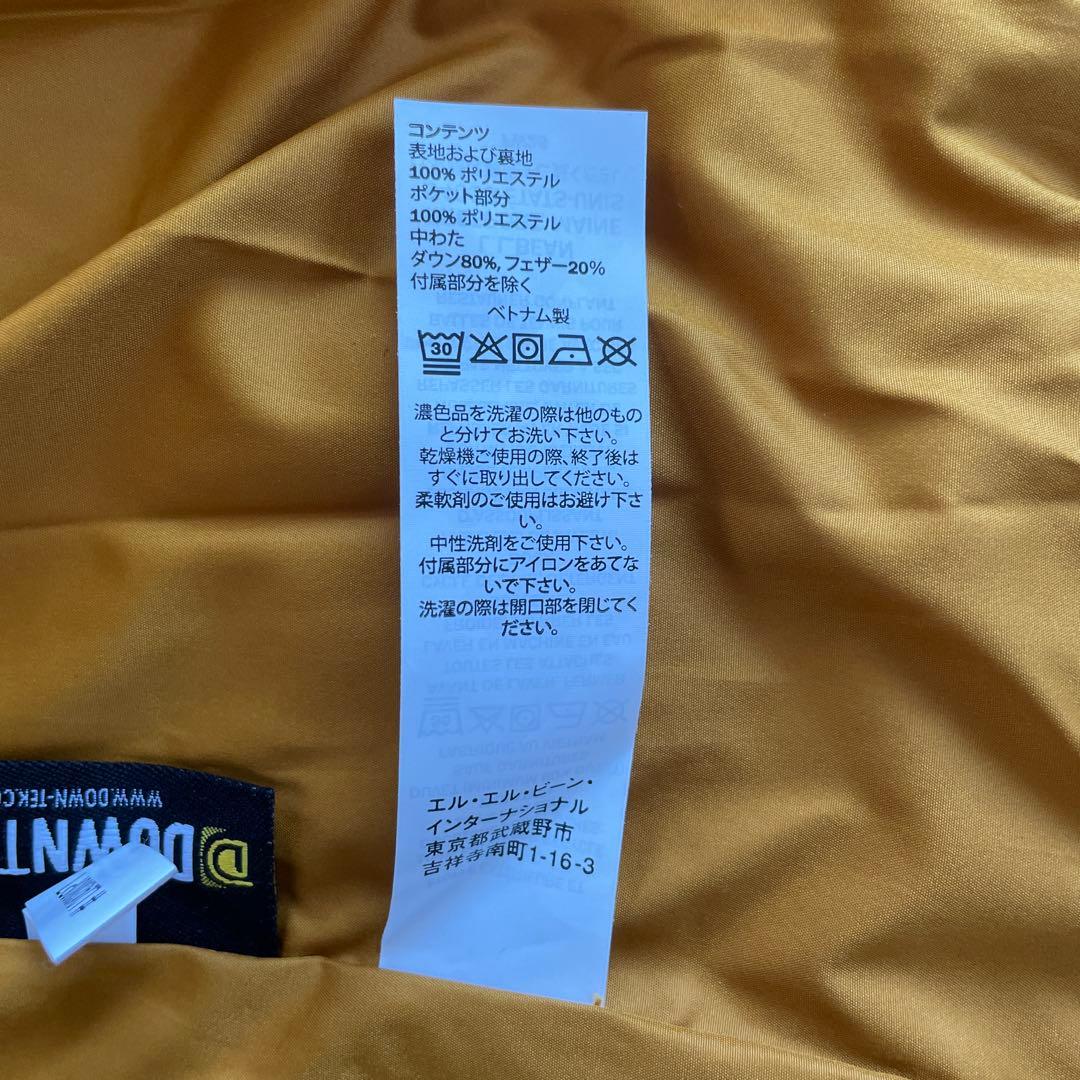 コンテンツ
表地および裏地
100% ポリエステル
ポケット部分
100% ポリエステル
中わた
ダウン80%, フェザー20%
付属部分を除く
ベトナム製
30
濃色品を洗濯の際は他のもの
と分けてお洗い下さい。
乾燥機ご使用の際、終了後は
すぐに取り出してください。
柔軟剤のご使用はお避け下さ
い。
中性洗剤をご使用下さい。
付属部分にアイロンをあてな
いで下さい。
洗濯の際は開口部を閉じてく
ださい。
エル・エル・ビーン・
インターナショナル
東京都武蔵野市
吉祥寺南町1-16-3
WWW.DOWN-TEK.CO
DOWNT